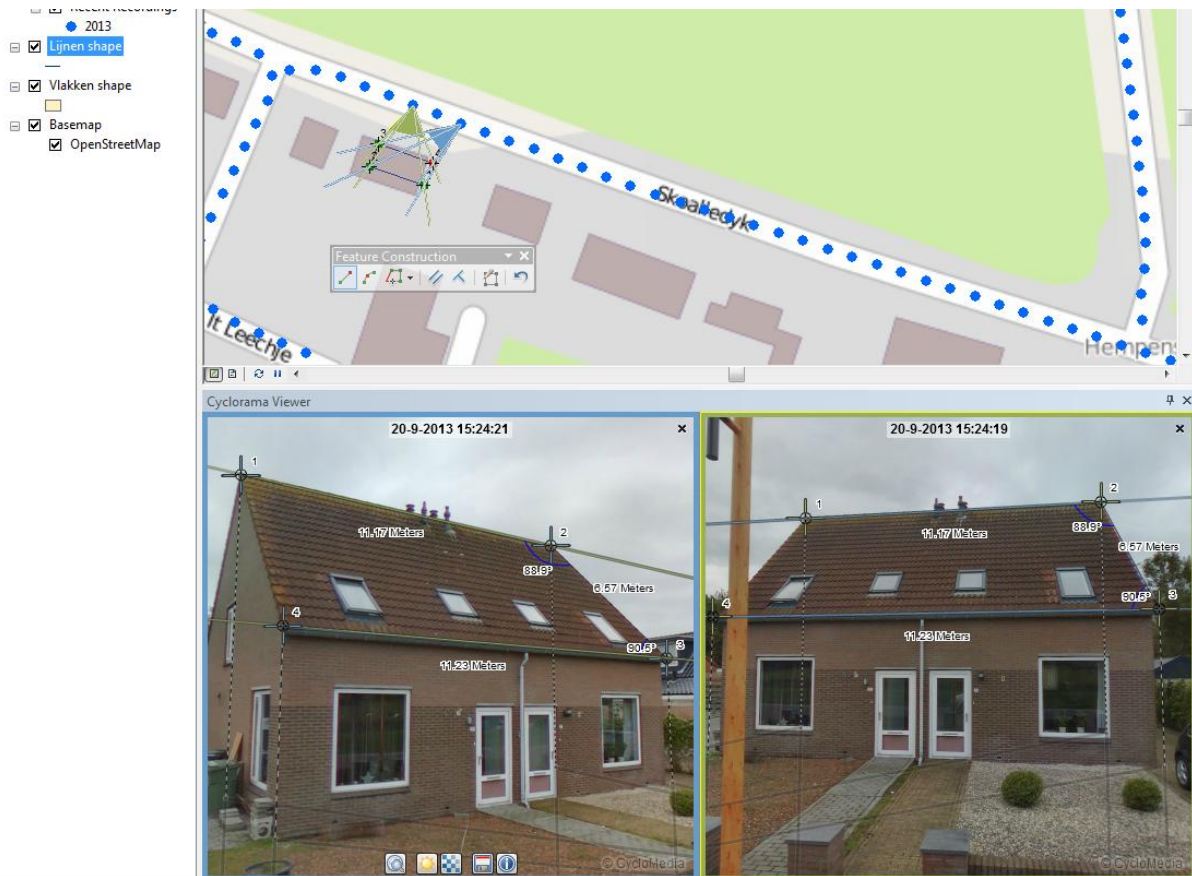 Recent Recordings
2013
Lijnen shape
Vlakken shape
Basemap
OpenStreetMap
Skoalledyk
It Leechje
Hempens
Feature Construction
Cyclorama Viewer
20-9-2013 15:24:21
1
2
11.17 Meters
88.9°
6.57 Meters
4
90.5°
3
11.23 Meters
© CycloMedia
20-9-2013 15:24:19
1
2
11.17 Meters
88.9°
6.57 Meters
90.5°
3
4
11.23 Meters
© CycloMedia